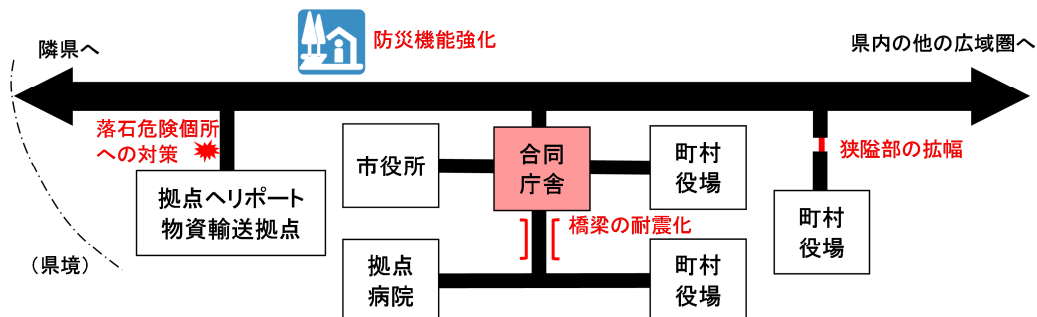 隣県へ
防災機能強化
県内の他の広域圏へ
落石危険個所
への対策
市役所
合同
庁舎
町村
役場
狭隘部の拡幅
拠点ヘリポート
物資輸送拠点
町村
役場
橋梁の耐震化
（県境）
拠点
病院
町村
役場